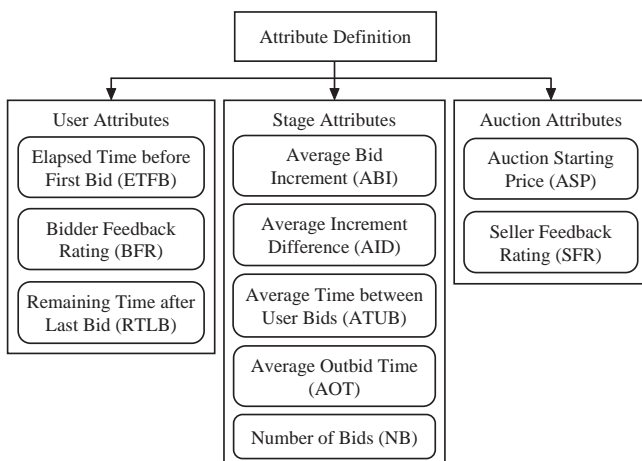 Attribute Definition
User Attributes
Elapsed Time before
First Bid (ETFB)
Bidder Feedback
Rating (BFR)
Remaining Time after
Last Bid (RTLB)
Stage Attributes
Average Bid
Increment (ABI)
Average Increment
Difference (AID)
Average Time between
User Bids (ATUB)
Average Outbid Time
(AOT)
Number of Bids (NB)
Auction Attributes
Auction Starting
Price (ASP)
Seller Feedback
Rating (SFR)